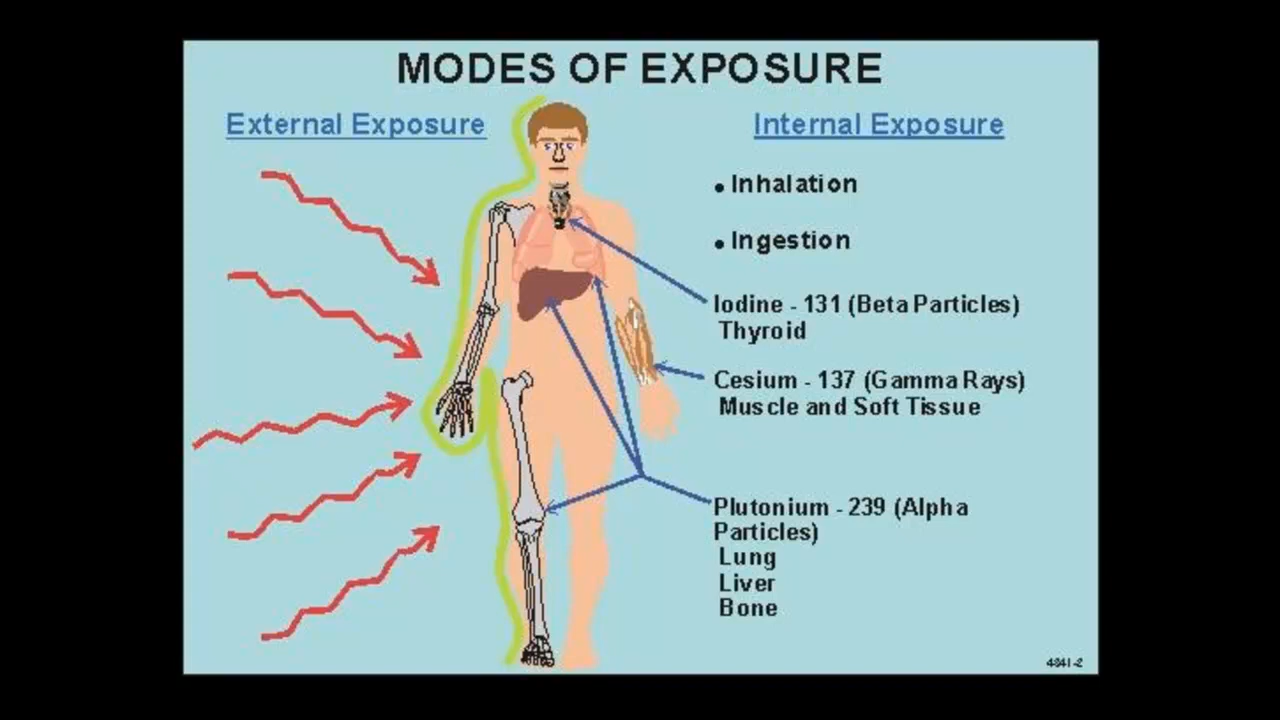 MODES OF EXPOSURE
External Exposure
Internal Exposure
• Inhalation
• Ingestion
Iodine - 131 (Beta Particles)
Thyroid
Cesium - 137 (Gamma Rays)
Muscle and Soft Tissue
Plutonium - 239 (Alpha
Particles)
Lung
Liver
Bone
4841-2